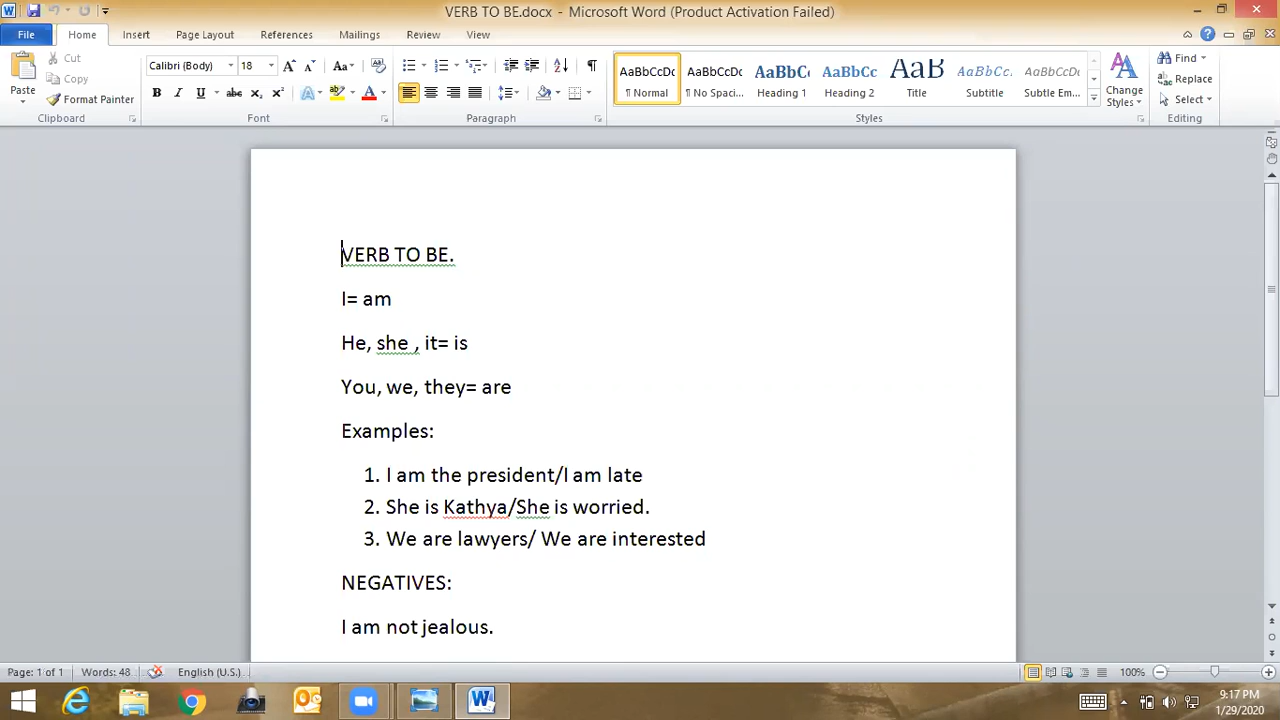 VERB TO BE.docx - Microsoft Word (Product Activation Failed)
File Home Insert Page Layout References Mailings Review View
Paste
Cut
Copy
Format Painter
Clipboard
Calibri (Body) 18
Font
Paragraph
AaBbCcDc AaBbCcDc AaBbC AaBbCc AaB AaBbCcL AaBbCcDc
¶ Normal ¶ No Spaci... Heading 1 Heading 2 Title Subtitle Subtle Em...
Change Styles
Styles
Find
Replace
Select
Editing
VERB TO BE.
I= am
He, she , it= is
You, we, they= are
Examples:
1. I am the president/I am late
2. She is Kathya/She is worried.
3. We are lawyers/ We are interested
NEGATIVES:
I am not jealous.
Page: 1 of 1 Words: 48 English (U.S.) 100%
9:17 PM
1/29/2020